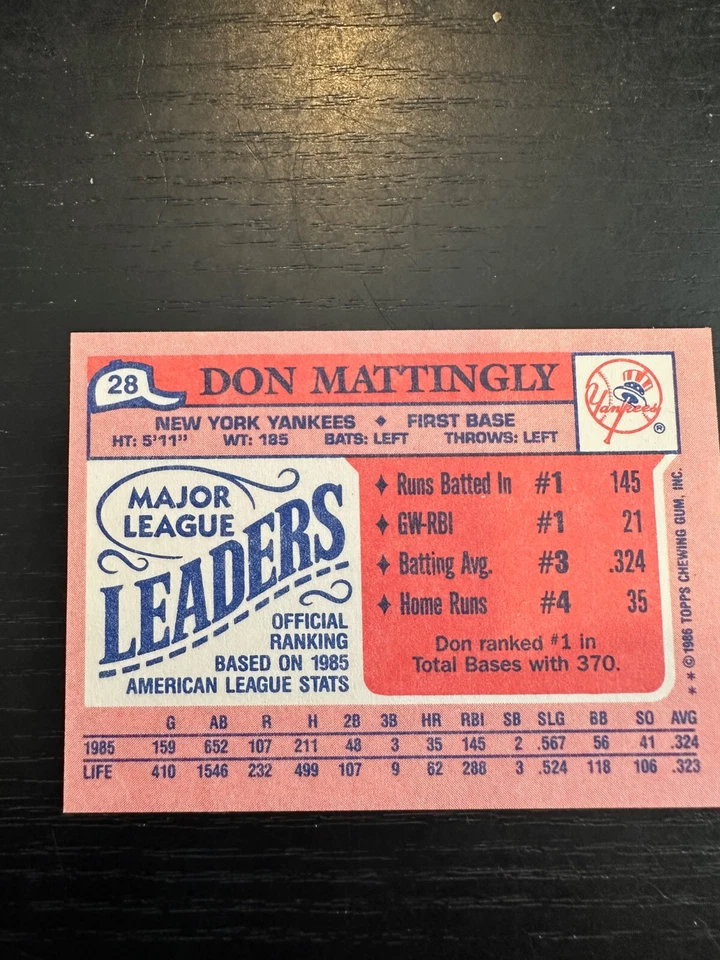 28 DON MATTINGLY
Yankees ®
NEW YORK YANKEES ♦ FIRST BASE
HT: 5'11" WT: 185 BATS: LEFT THROWS: LEFT
MAJOR
LEAGUE
LEADERS
OFFICIAL
RANKING
BASED ON 1985
AMERICAN LEAGUE STATS
♦ Runs Batted In #1 145
♦ GW-RBI #1 21
♦ Batting Avg. #3 .324
♦ Home Runs #4 35
Don ranked #1 in
Total Bases with 370.
* * © 1986 TOPPS CHEWING GUM, INC.
G AB R H 2B 3B HR RBI SB SLG BB SO AVG
1985 159 652 107 211 48 3 35 145 2 .567 56 41 .324
LIFE 410 1546 232 499 107 9 62 288 3 .524 118 106 .323